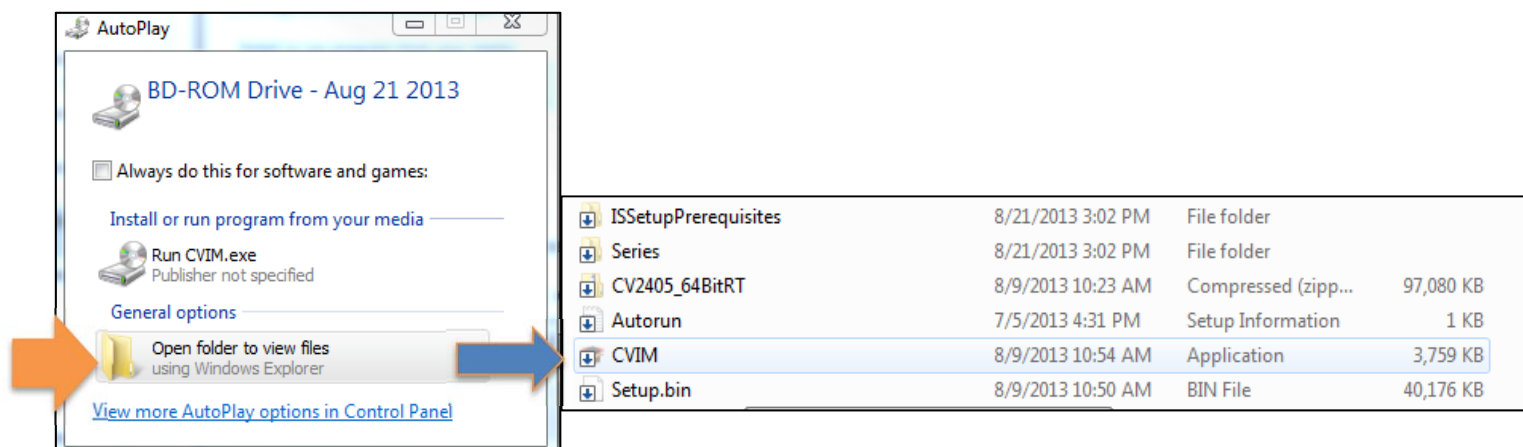 AutoPlay
BD-ROM Drive - Aug 21 2013
Always do this for software and games:
Install or run program from your media
Run CVIM.exe
Publisher not specified
General options
Open folder to view files
using Windows Explorer
View more AutoPlay options in Control Panel
ISSetupPrerequisites 8/21/2013 3:02 PM File folder
Series 8/21/2013 3:02 PM File folder
CV2405_64BitRT 8/9/2013 10:23 AM Compressed (zipp... 97,080 KB
Autorun 7/5/2013 4:31 PM Setup Information 1 KB
CVIM 8/9/2013 10:54 AM Application 3,759 KB
Setup.bin 8/9/2013 10:50 AM BIN File 40,176 KB